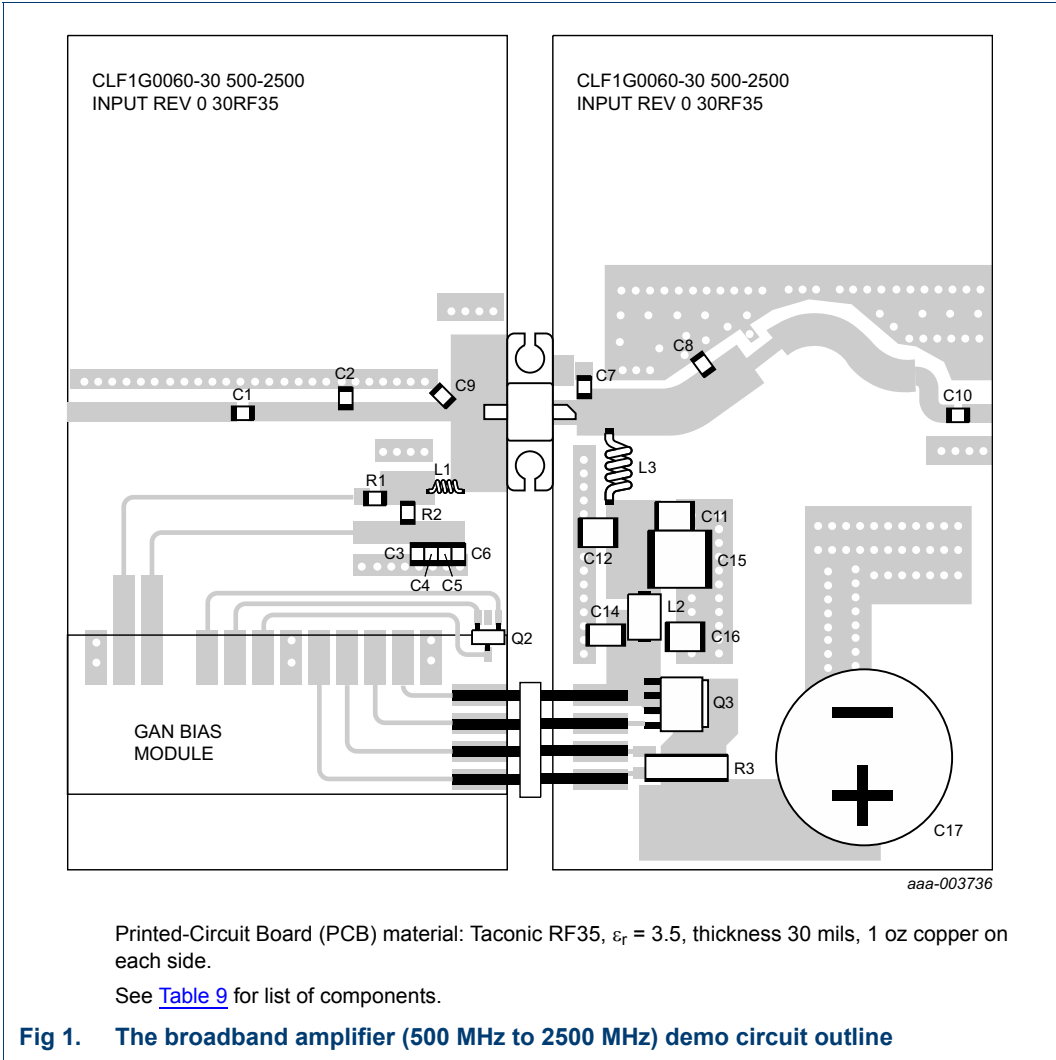 CLF1G0060-30 500-2500
INPUT REV 0 30RF35
CLF1G0060-30 500-2500
INPUT REV 0 30RF35
C8
C2
C9
C7
C1
C10
L1
L3
R1
R2
C11
C3
C6
C12
C15
C4
C5
C14
L2
Q2
C16
Q3
GAN BIAS
MODULE
R3
C17
aaa-003736
Printed-Circuit Board (PCB) material: Taconic RF35, εr = 3.5, thickness 30 mils, 1 oz copper on
each side.
See Table 9 for list of components.
Fig 1. The broadband amplifier (500 MHz to 2500 MHz) demo circuit outline